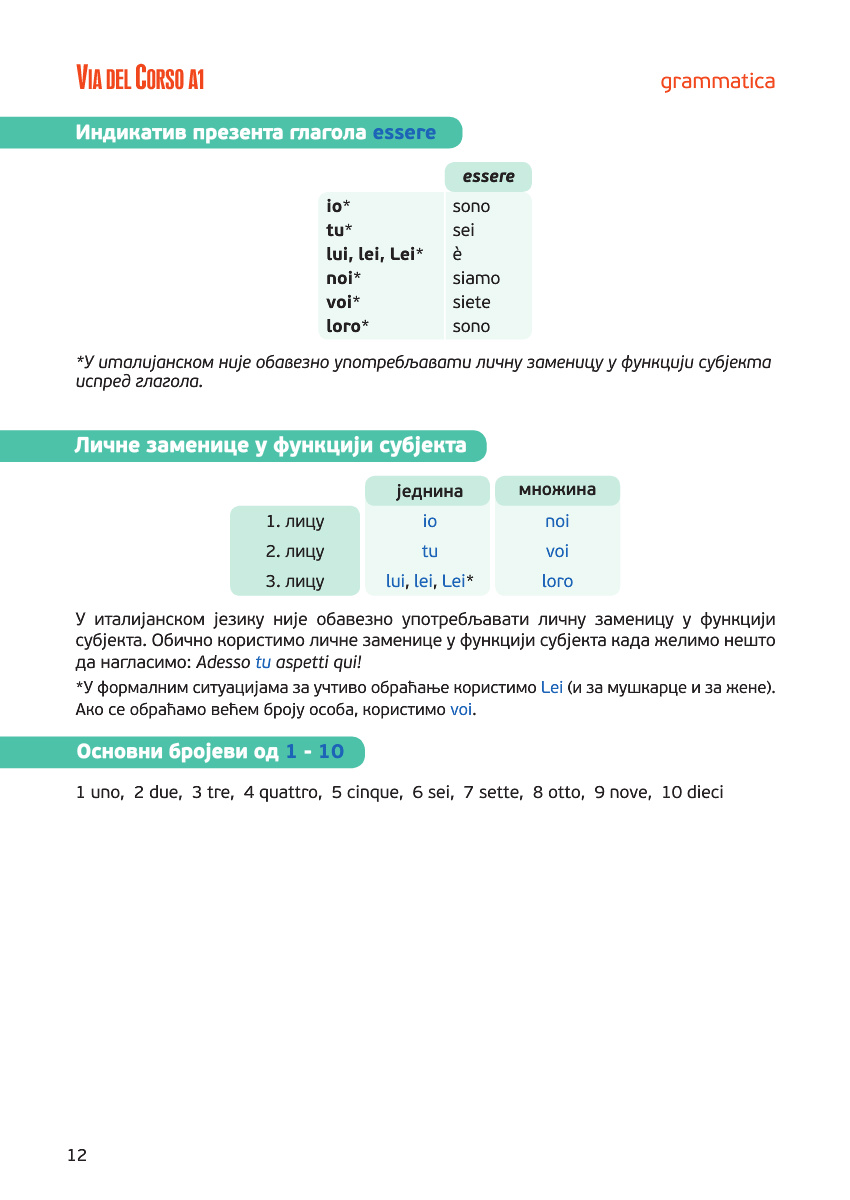 VIA DEL CORSO A1
grammatica
Индикатив презента глагола essere
essere
io* sono
tu* sei
lui, lei, Lei* è
noi* siamo
voi* siete
loro* sono
*У италијанском није обавезно употребљавати личну заменицу у функцији субјекта
испред глагола.
Личне заменице у функцији субјекта
једнина множина
1. лицу io noi
2. лицу tu voi
3. лицу lui, lei, Lei* loro
У италијанском језику није обавезно употребљавати личну заменицу у функцији
субјекта. Обично користимо личне заменице у функцији субјекта када желимо нешто
да нагласимо: Adesso tu aspetti qui!
*У формалним ситуацијама за учтиво обраћање користимо Lei (и за мушкарце и за жене).
Ако се обраћамо већем броју особа, користимо voi.
Основни бројеви од 1 - 10
1 uno, 2 due, 3 tre, 4 quattro, 5 cinque, 6 sei, 7 sette, 8 otto, 9 nove, 10 dieci
12